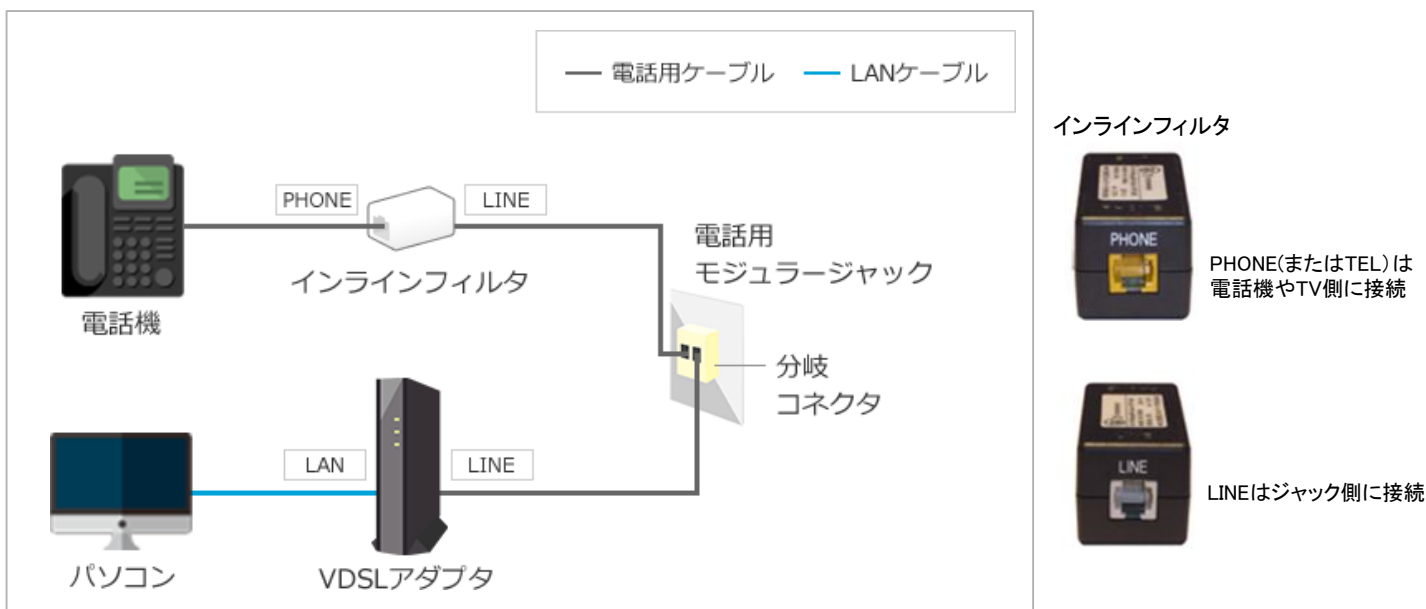 電話用ケーブル
LANケーブル
インラインフィルタ
PHONE
LINE
電話用
モジュラージャック
インラインフィルタ
電話機
PHONE
PHONE(またはTEL)は
電話機やTV側に接続
分岐
コネクタ
LAN
LINE
LINE
LINEはジャック側に接続
パソコン
VDSLアダプタ